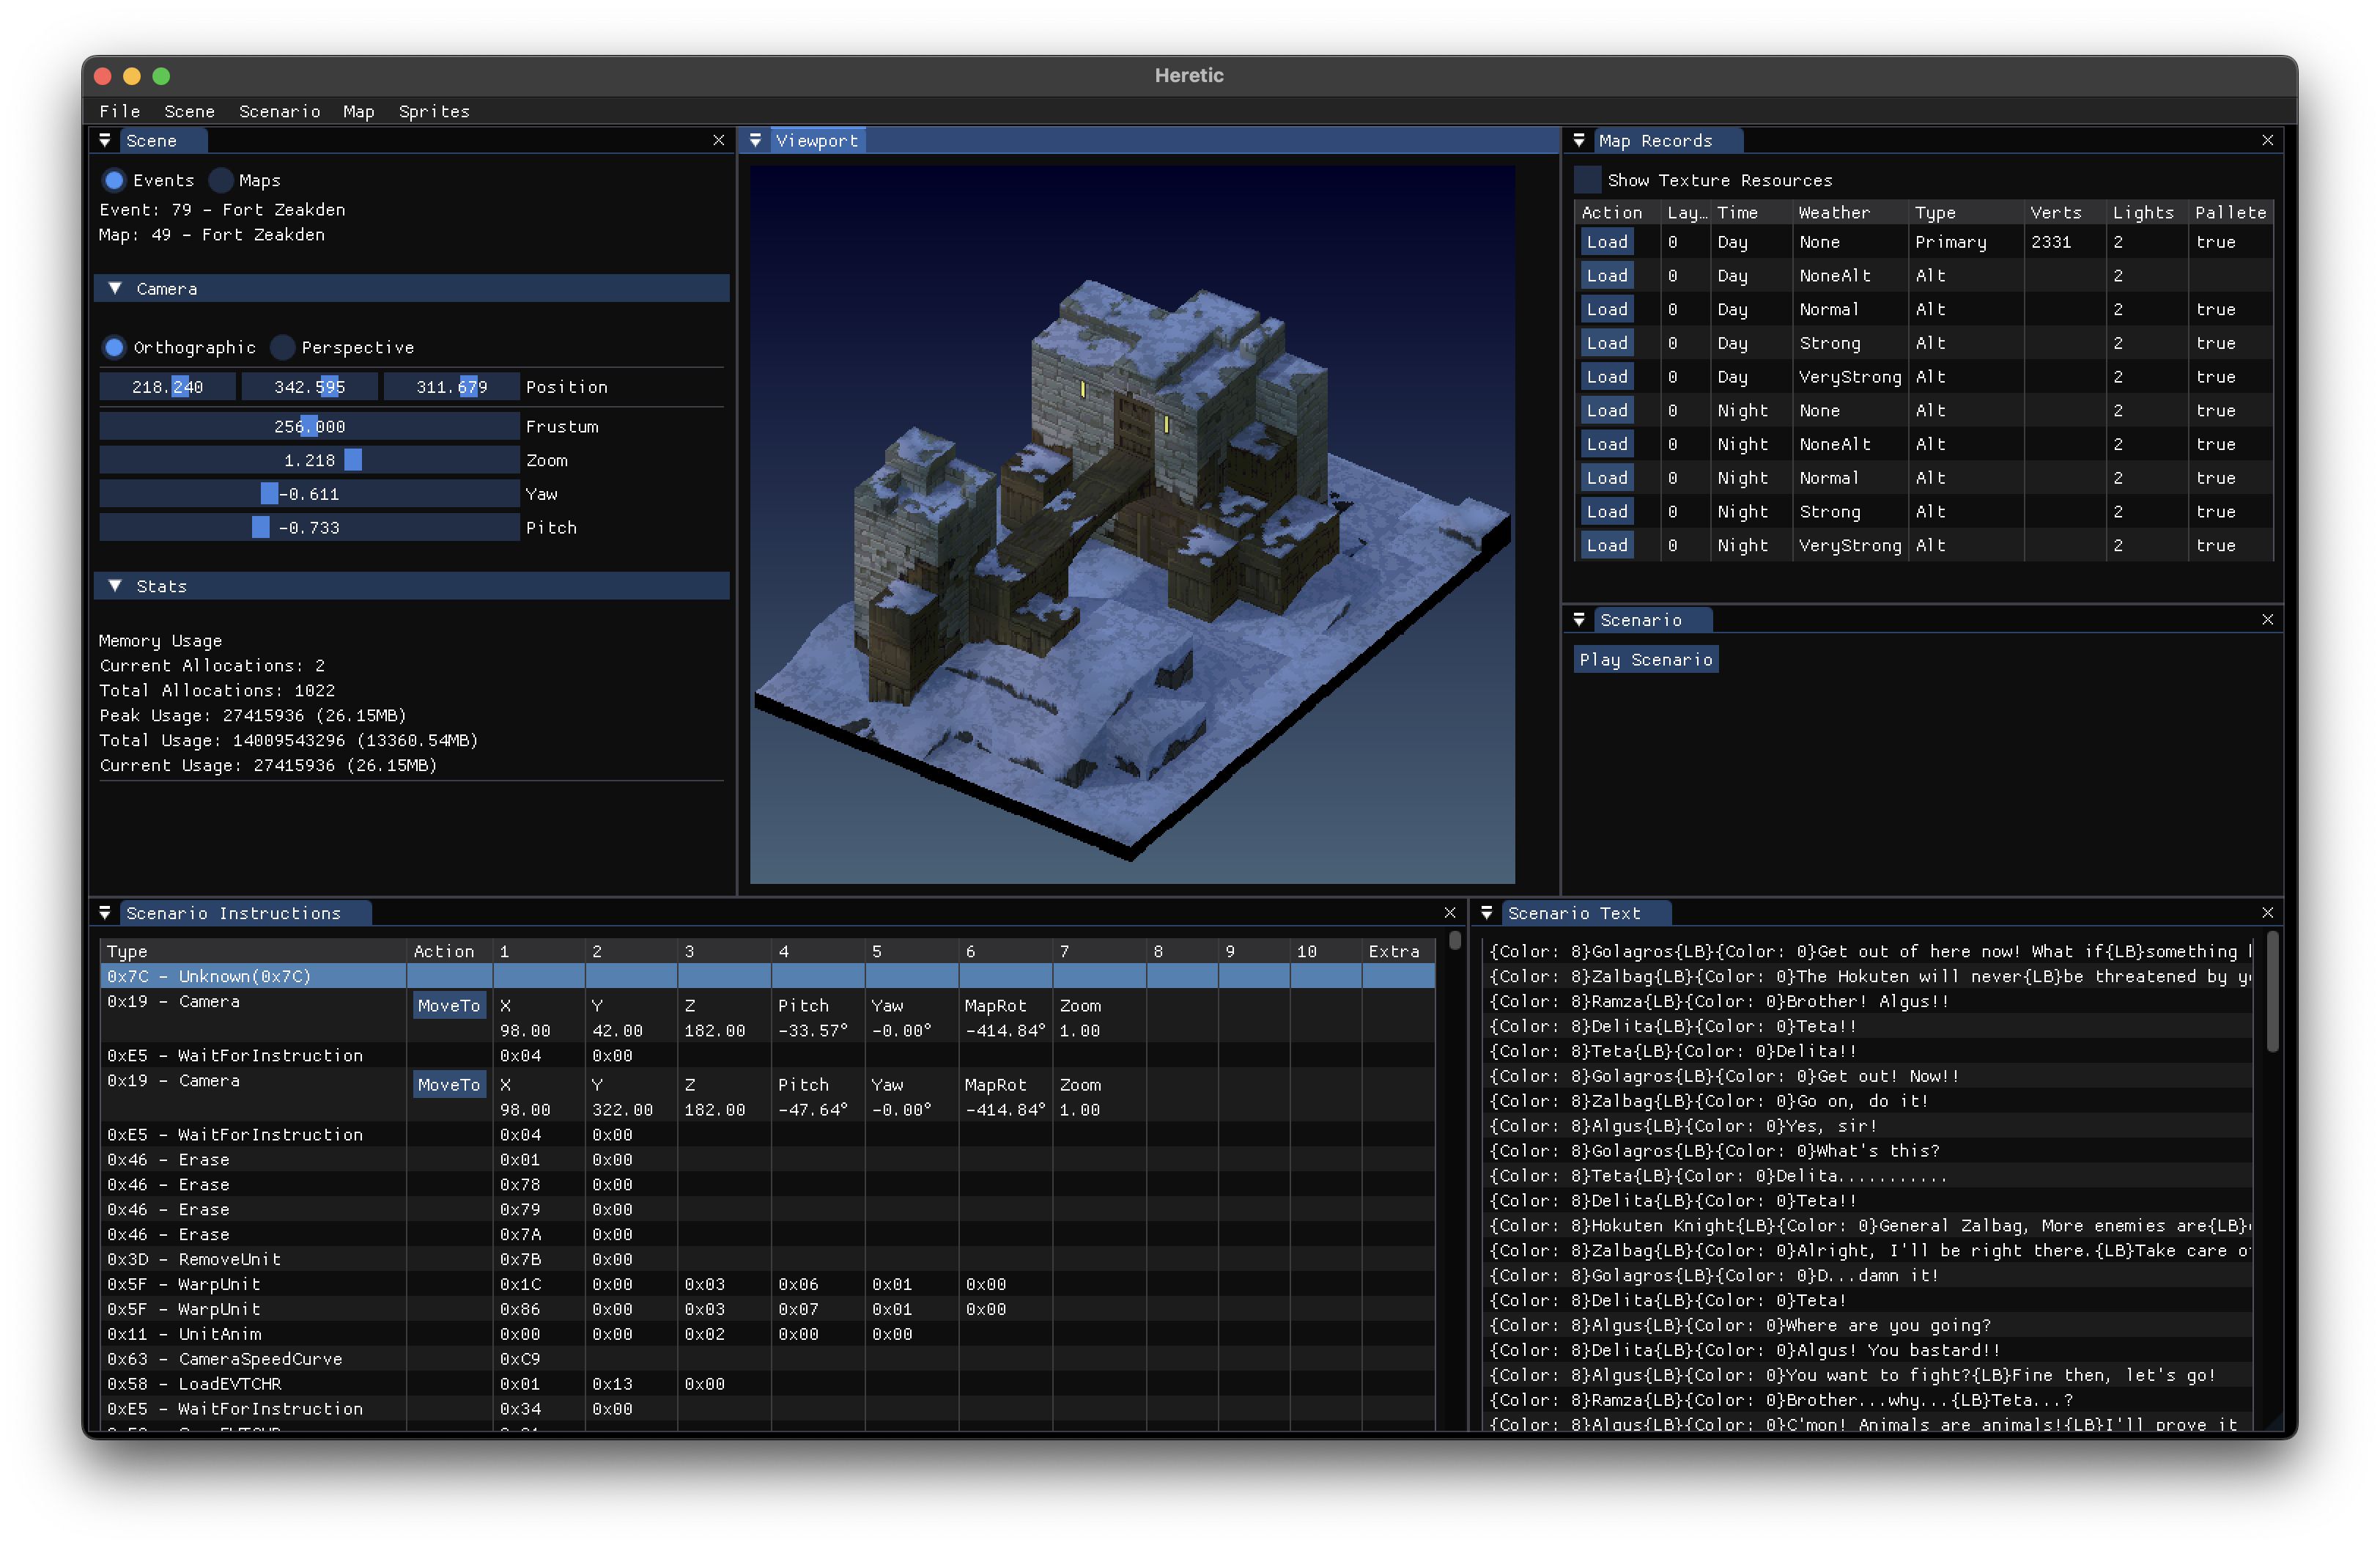 Heretic
File Scene Scenario Map Sprites
Scene
Events Maps
Event: 79 - Fort Zeakden
Map: 49 - Fort Zeakden
Camera
Orthographic Perspective
218.240 342.595 311.679 Position
256.000 Frustum
1.218 Zoom
-0.611 Yaw
-0.733 Pitch
Stats
Memory Usage
Current Allocations: 2
Total Allocations: 1022
Peak Usage: 27415936 (26.15MB)
Total Usage: 14009543296 (13360.54MB)
Current Usage: 27415936 (26.15MB)
Viewport
Map Records
Show Texture Resources
Action Lay… Time Weather Type Verts Lights Pallete
Load 0 Day None Primary 2331 2 true
Load 0 Day NoneAlt Alt 2
Load 0 Day Normal Alt 2 true
Load 0 Day Strong Alt 2 true
Load 0 Day VeryStrong Alt 2 true
Load 0 Night None Alt 2 true
Load 0 Night NoneAlt Alt 2 true
Load 0 Night Normal Alt 2 true
Load 0 Night Strong Alt 2 true
Load 0 Night VeryStrong Alt 2 true
Scenario
Play Scenario
Scenario Instructions
Type Action 1 2 3 4 5 6 7 8 9 10 Extra
0x7C - Unknown(0x7C)
0x19 - Camera MoveTo X Y Z Pitch Yaw MapRot Zoom
98.00 42.00 182.00 -33.57° -0.00° -414.84° 1.00
0xE5 - WaitForInstruction 0x04 0x00
0x19 - Camera MoveTo X Y Z Pitch Yaw MapRot Zoom
98.00 322.00 182.00 -47.64° -0.00° -414.84° 1.00
0xE5 - WaitForInstruction 0x04 0x00
0x46 - Erase 0x01 0x00
0x46 - Erase 0x78 0x00
0x46 - Erase 0x79 0x00
0x46 - Erase 0x7A 0x00
0x3D - RemoveUnit 0x7B 0x00
0x5F - WarpUnit 0x1C 0x00 0x03 0x06 0x01 0x00
0x5F - WarpUnit 0x86 0x00 0x03 0x07 0x01 0x00
0x11 - UnitAnim 0x00 0x00 0x02 0x00 0x00
0x63 - CameraSpeedCurve 0xC9
0x58 - LoadEVTCHR 0x01 0x13 0x00
0xE5 - WaitForInstruction 0x34 0x00
Scenario Text
{Color: 8}Golagros{LB}{Color: 0}Get out of here now! What if{LB}something
{Color: 8}Zalbag{LB}{Color: 0}The Hokuten will never{LB}be threatened by
{Color: 8}Ramza{LB}{Color: 0}Brother! Algus!!
{Color: 8}Delita{LB}{Color: 0}Teta!!
{Color: 8}Teta{LB}{Color: 0}Delita!!
{Color: 8}Golagros{LB}{Color: 0}Get out! Now!!
{Color: 8}Zalbag{LB}{Color: 0}Go on, do it!
{Color: 8}Algus{LB}{Color: 0}Yes, sir!
{Color: 8}Golagros{LB}{Color: 0}What's this?
{Color: 8}Teta{LB}{Color: 0}Delita...........
{Color: 8}Delita{LB}{Color: 0}Teta!!
{Color: 8}Hokuten Knight{LB}{Color: 0}General Zalbag, More enemies are{LB}
{Color: 8}Zalbag{LB}{Color: 0}Alright, I'll be right there.{LB}Take care
{Color: 8}Golagros{LB}{Color: 0}D...damn it!
{Color: 8}Delita{LB}{Color: 0}Teta!
{Color: 8}Algus{LB}{Color: 0}Where are you going?
{Color: 8}Delita{LB}{Color: 0}Algus! You bastard!!
{Color: 8}Algus{LB}{Color: 0}You want to fight?{LB}Fine then, let's go!
{Color: 8}Ramza{LB}{Color: 0}Brother...why...{LB}Teta...?
{Color: 8}Algus{LB}{Color: 0}C'mon! Animals are animals!{LB}I'll prove it